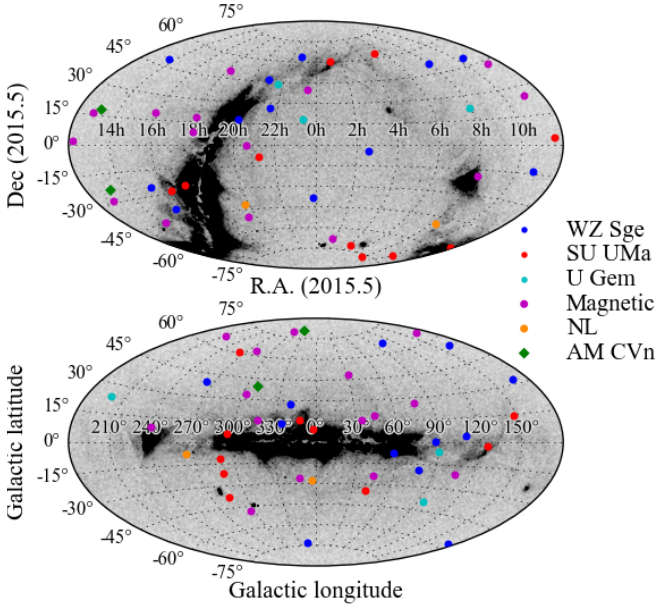 75°
60°
45°
30°
15°
0°
-15°
-30°
-45°
-60°
-75°
14h 16h 18h 20h 22h 0h 2h 4h 6h 8h 10h
Dec (2015.5)
R.A. (2015.5)
WZ Sge
SU UMa
U Gem
Magnetic
NL
AM CVn
75°
60°
45°
30°
15°
0°
-15°
-30°
-45°
-60°
-75°
210° 240° 270° 300° 330° 0° 30° 60° 90° 120° 150°
Galactic latitude
Galactic longitude